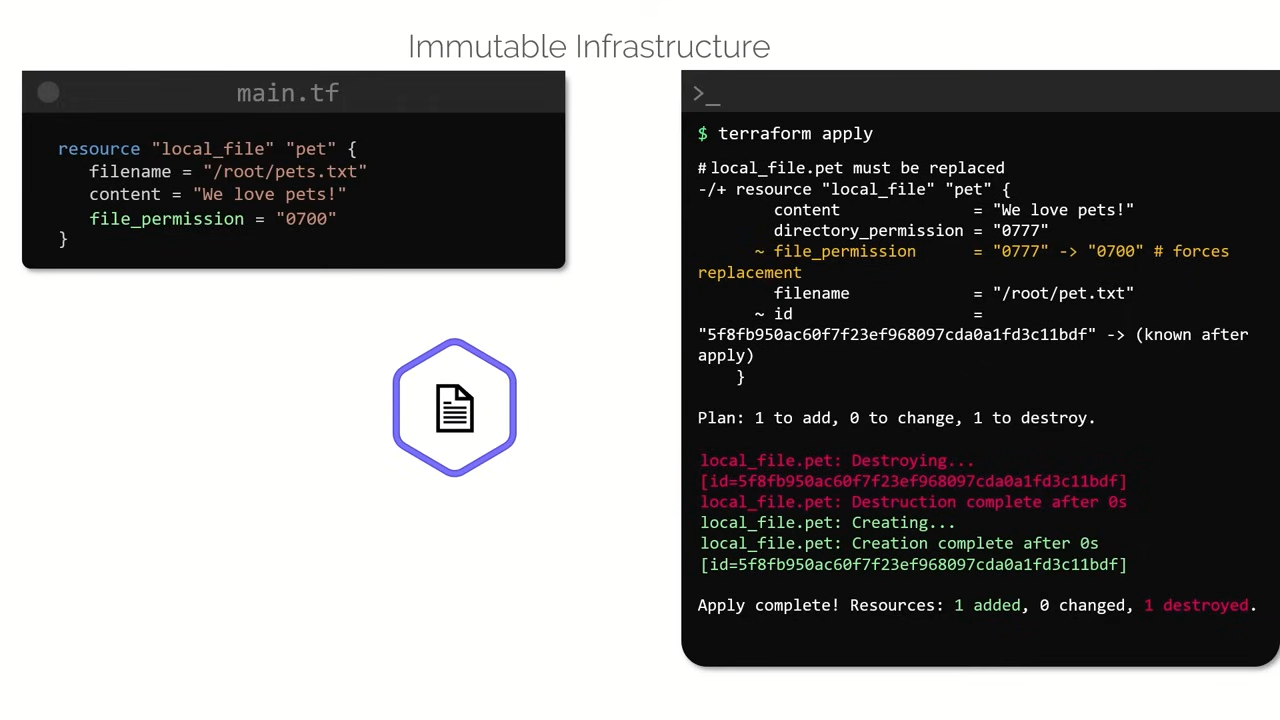 Immutable Infrastructure
main.tf
resource "local_file" "pet" {
filename = "/root/pets.txt"
content = "We love pets!"
file_permission = "0700"
}
>_
$ terraform apply
# local_file.pet must be replaced
-/+ resource "local_file" "pet" {
content = "We love pets!"
directory_permission = "0777"
~ file_permission = "0777" -> "0700" # forces
replacement
filename = "/root/pet.txt"
~ id =
"5f8fb950ac60f7f23ef968097cda0a1fd3c11bdf" -> (known after
apply)
}
Plan: 1 to add, 0 to change, 1 to destroy.
local_file.pet: Destroying...
[id=5f8fb950ac60f7f23ef968097cda0a1fd3c11bdf]
local_file.pet: Destruction complete after 0s
local_file.pet: Creating...
local_file.pet: Creation complete after 0s
[id=5f8fb950ac60f7f23ef968097cda0a1fd3c11bdf]
Apply complete! Resources: 1 added, 0 changed, 1 destroyed.